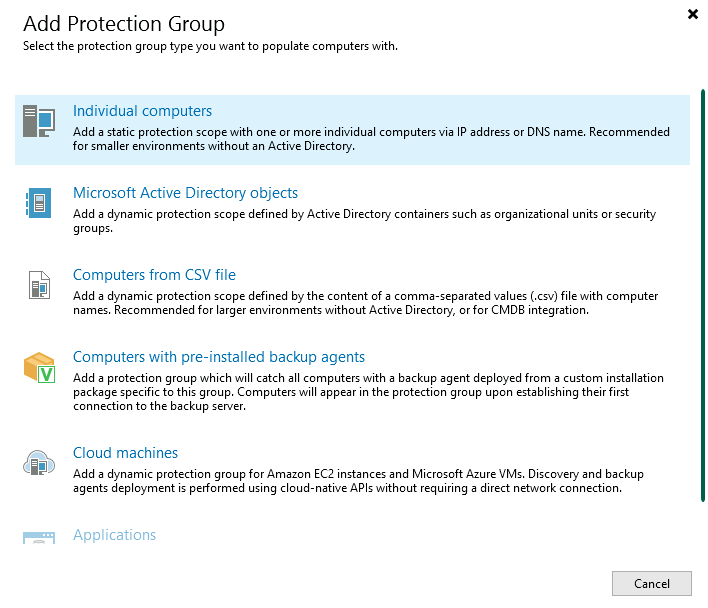 Add Protection Group
Select the protection group type you want to populate computers with.
Individual computers
Add a static protection scope with one or more individual computers via IP address or DNS name. Recommended
for smaller environments without an Active Directory.
Microsoft Active Directory objects
Add a dynamic protection scope defined by Active Directory containers such as organizational units or security
groups.
Computers from CSV file
Add a dynamic protection scope defined by the content of a comma-separated values (.csv) file with computer
names. Recommended for larger environments without Active Directory, or for CMDB integration.
Computers with pre-installed backup agents
Add a protection group which will catch all computers with a backup agent deployed from a custom installation
package specific to this group. Computers will appear in the protection group upon establishing their first
connection to the backup server.
Cloud machines
Add a dynamic protection group for Amazon EC2 instances and Microsoft Azure VMs. Discovery and backup
agents deployment is performed using cloud-native APIs without requiring a direct network connection.
Applications
Cancel